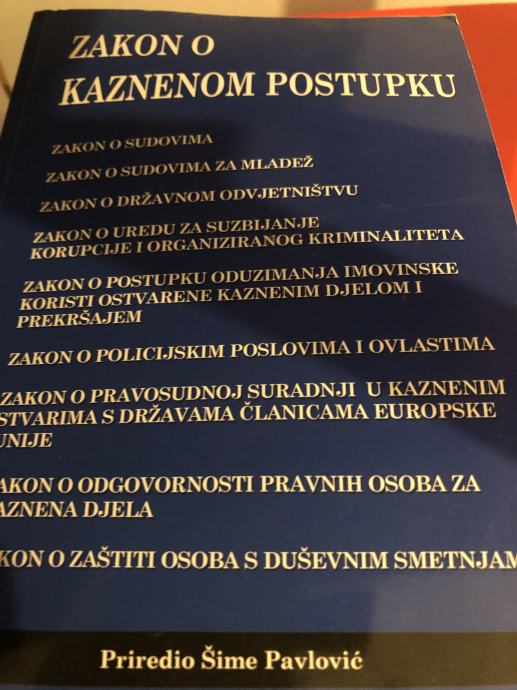 ZAKON O
KAZNENOM POSTUPKU
ZAKON O SUDOVIMA
ZAKON O SUDOVIMA ZA MLADEŽ
ZAKON O DRŽAVNOM ODVJETNIŠTVU
ZAKON O UREDU ZA SUZBIJANJE
KORUPCIJE I ORGANIZIRANOG KRIMINALITETA
ZAKON O POSTUPKU ODUZIMANJA IMOVINSKE
KORISTI OSTVARENE KAZNENIM DJELOM I
PREKRŠAJEM
ZAKON O POLICIJSKIM POSLOVIMA I OVLASTIMA
ZAKON O PRAVOSUDNOJ SURADNJI U KAZNENIM
STVARIMA S DRŽAVAMA ČLANICAMA EUROPSKE
UNIJE
AKON O ODGOVORNOSTI PRAVNIH OSOBA ZA
AZNENA DJELA
KON O ZAŠTITI OSOBA S DUŠEVNIM SMETNJAM
Priredio Šime Pavlović